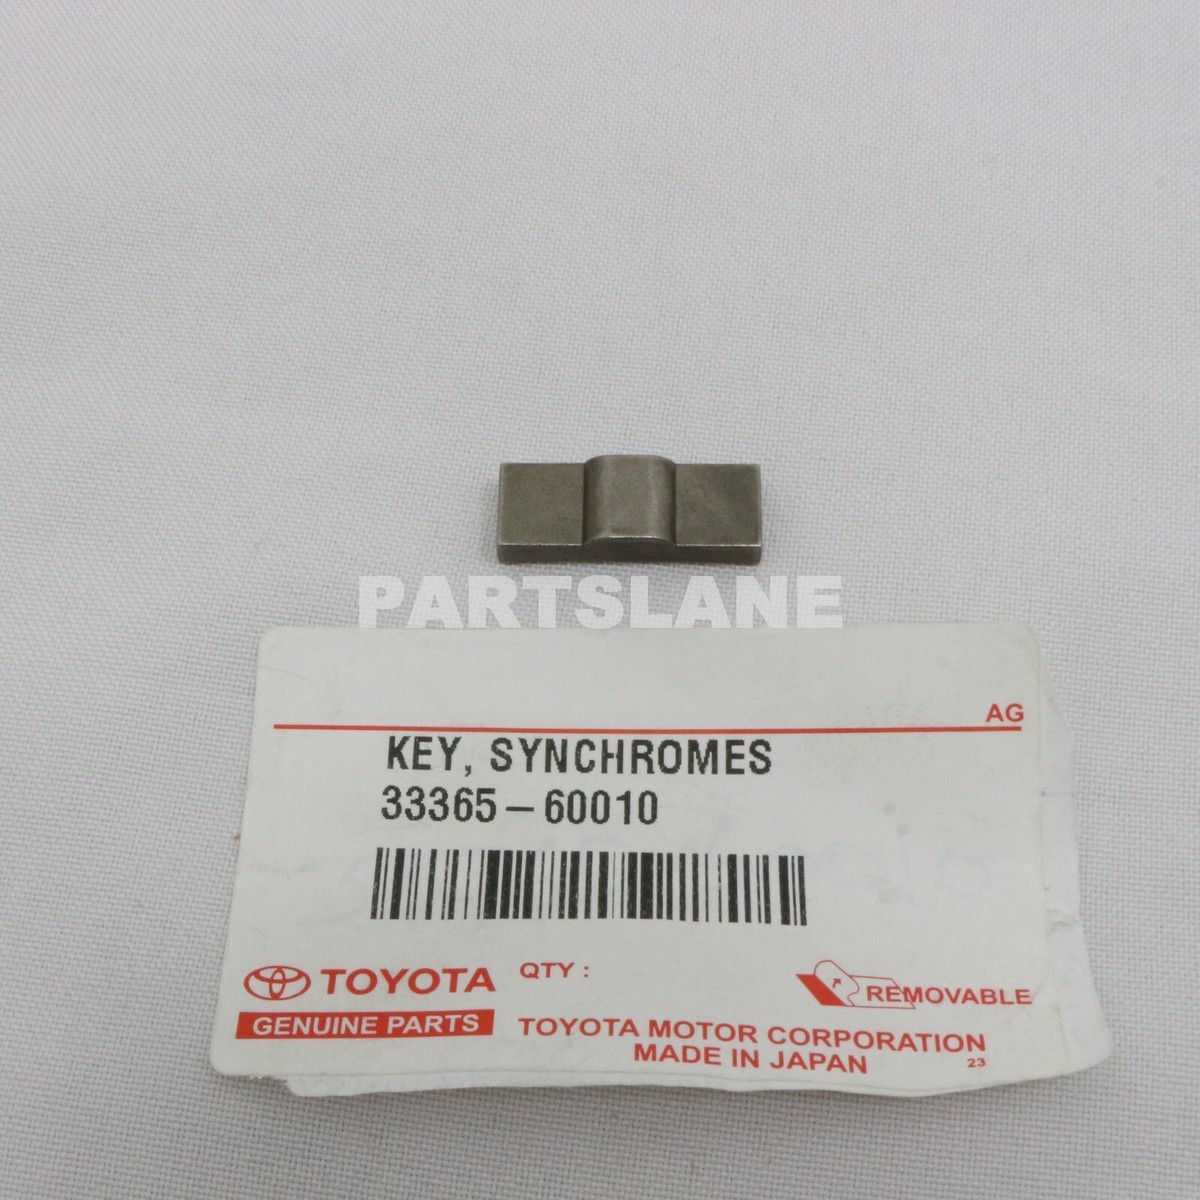 PARTSLANE
AG
KEY, SYNCHROMES
33365-60010
TOYOTA
GENUINE PARTS
QTY :
REMOVABLE
TOYOTA MOTOR CORPORATION
MADE IN JAPAN
23